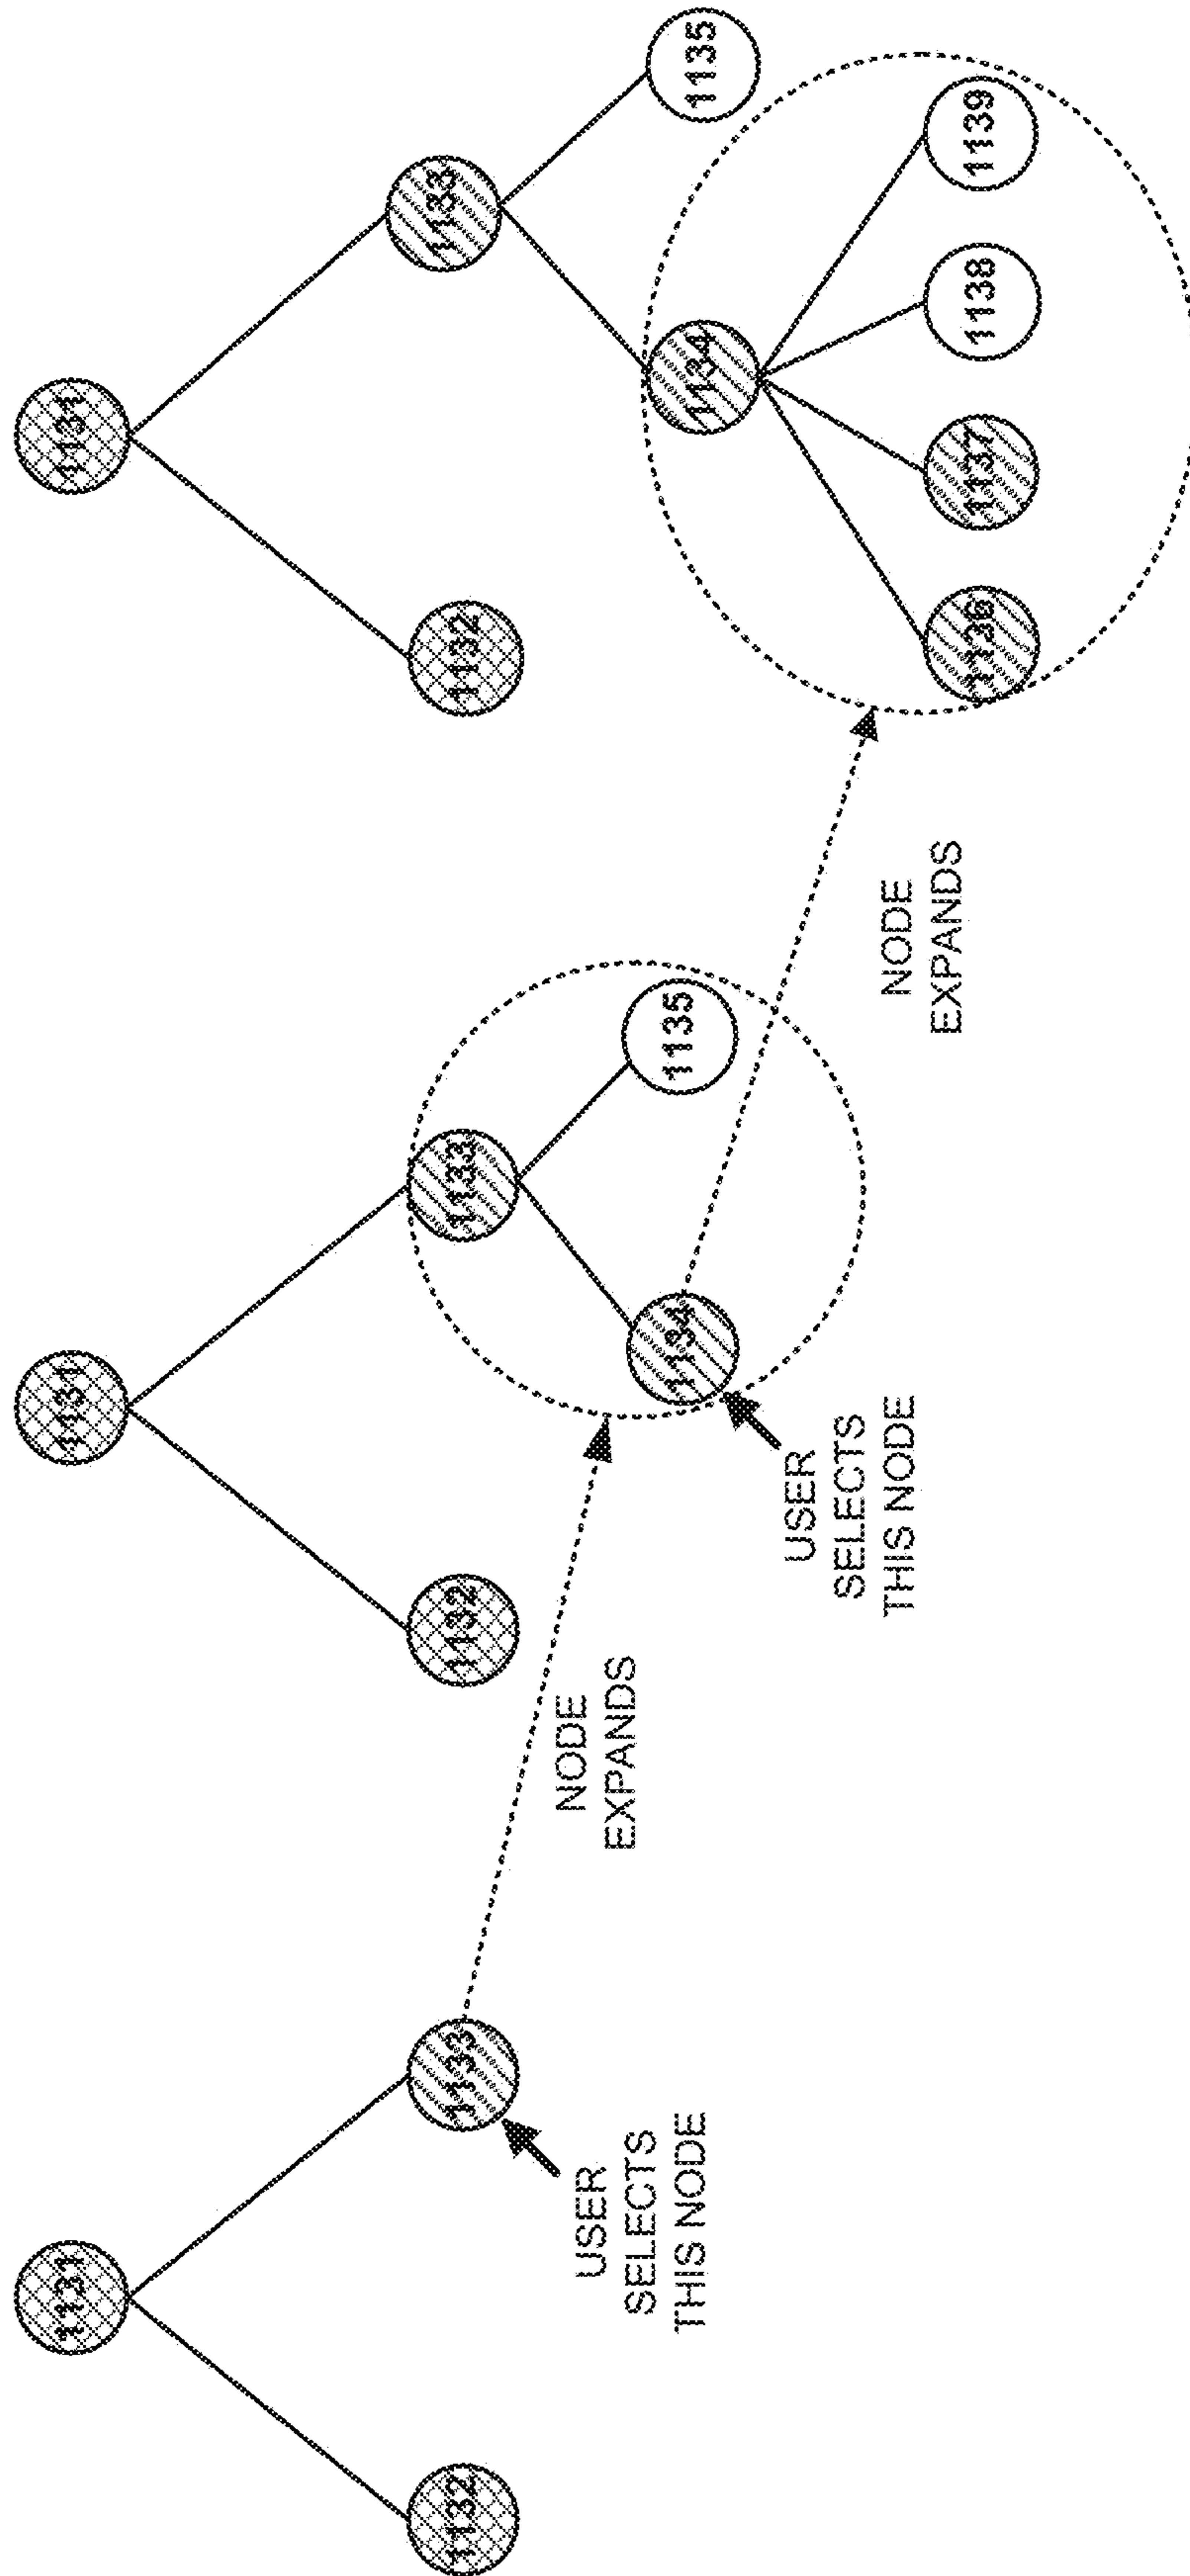 1131
1132
1133
USER
SELECTS
THIS NODE
NODE
EXPANDS
1131
1132
1133
1134
1135
USER
SELECTS
THIS NODE
NODE
EXPANDS
1131
1132
1133
1134
1135
1136
1137
1138
1139